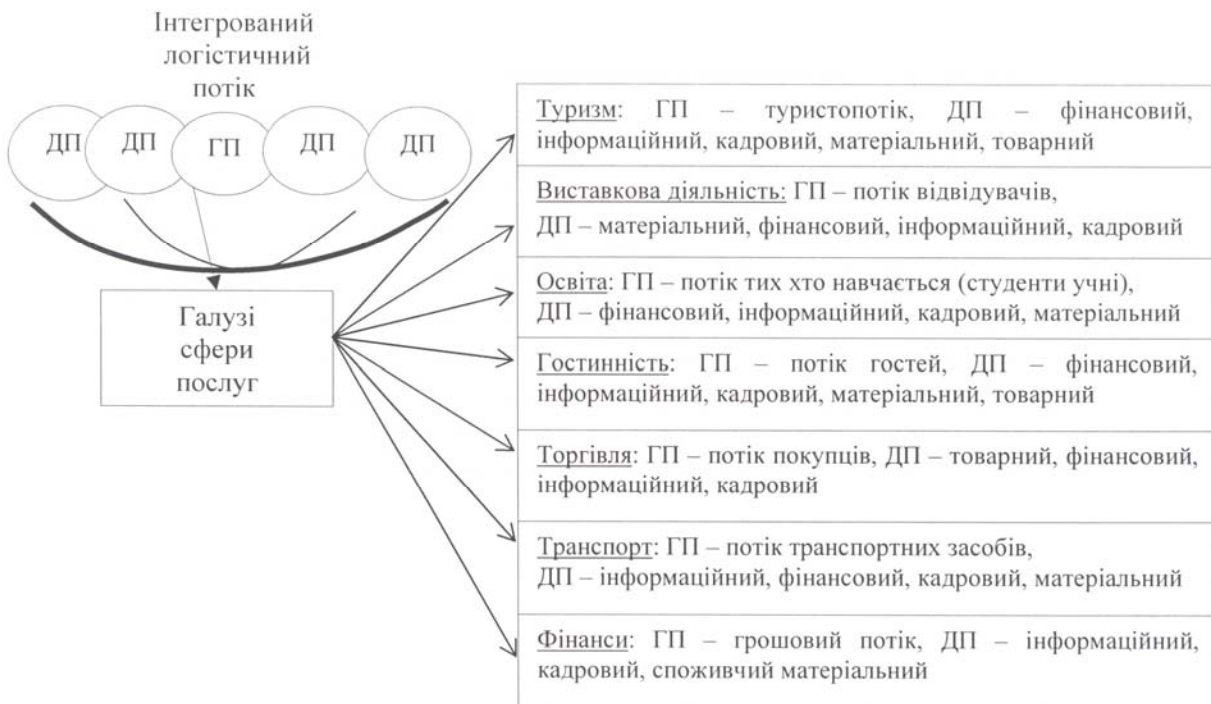 Інтегрований
логістичний
потік
ДП
ДП
ГП
ДП
ДП
Галузі
сфери
послуг
Туризм: ГП – туристопотік, ДП – фінансовий,
інформаційний, кадровий, матеріальний, товарний
Виставкова діяльність: ГП – потік відвідувачів,
ДП – матеріальний, фінансовий, інформаційний, кадровий
Освіта: ГП – потік тих хто навчається (студенти учні),
ДП – фінансовий, інформаційний, кадровий, матеріальний
Гостинність: ГП – потік гостей, ДП – фінансовий,
інформаційний, кадровий, матеріальний, товарний
Торгівля: ГП – потік покупців, ДП – товарний, фінансовий,
інформаційний, кадровий
Транспорт: ГП – потік транспортних засобів,
ДП – інформаційний, фінансовий, кадровий, матеріальний
Фінанси: ГП – грошовий потік, ДП – інформаційний,
кадровий, споживчий матеріальний